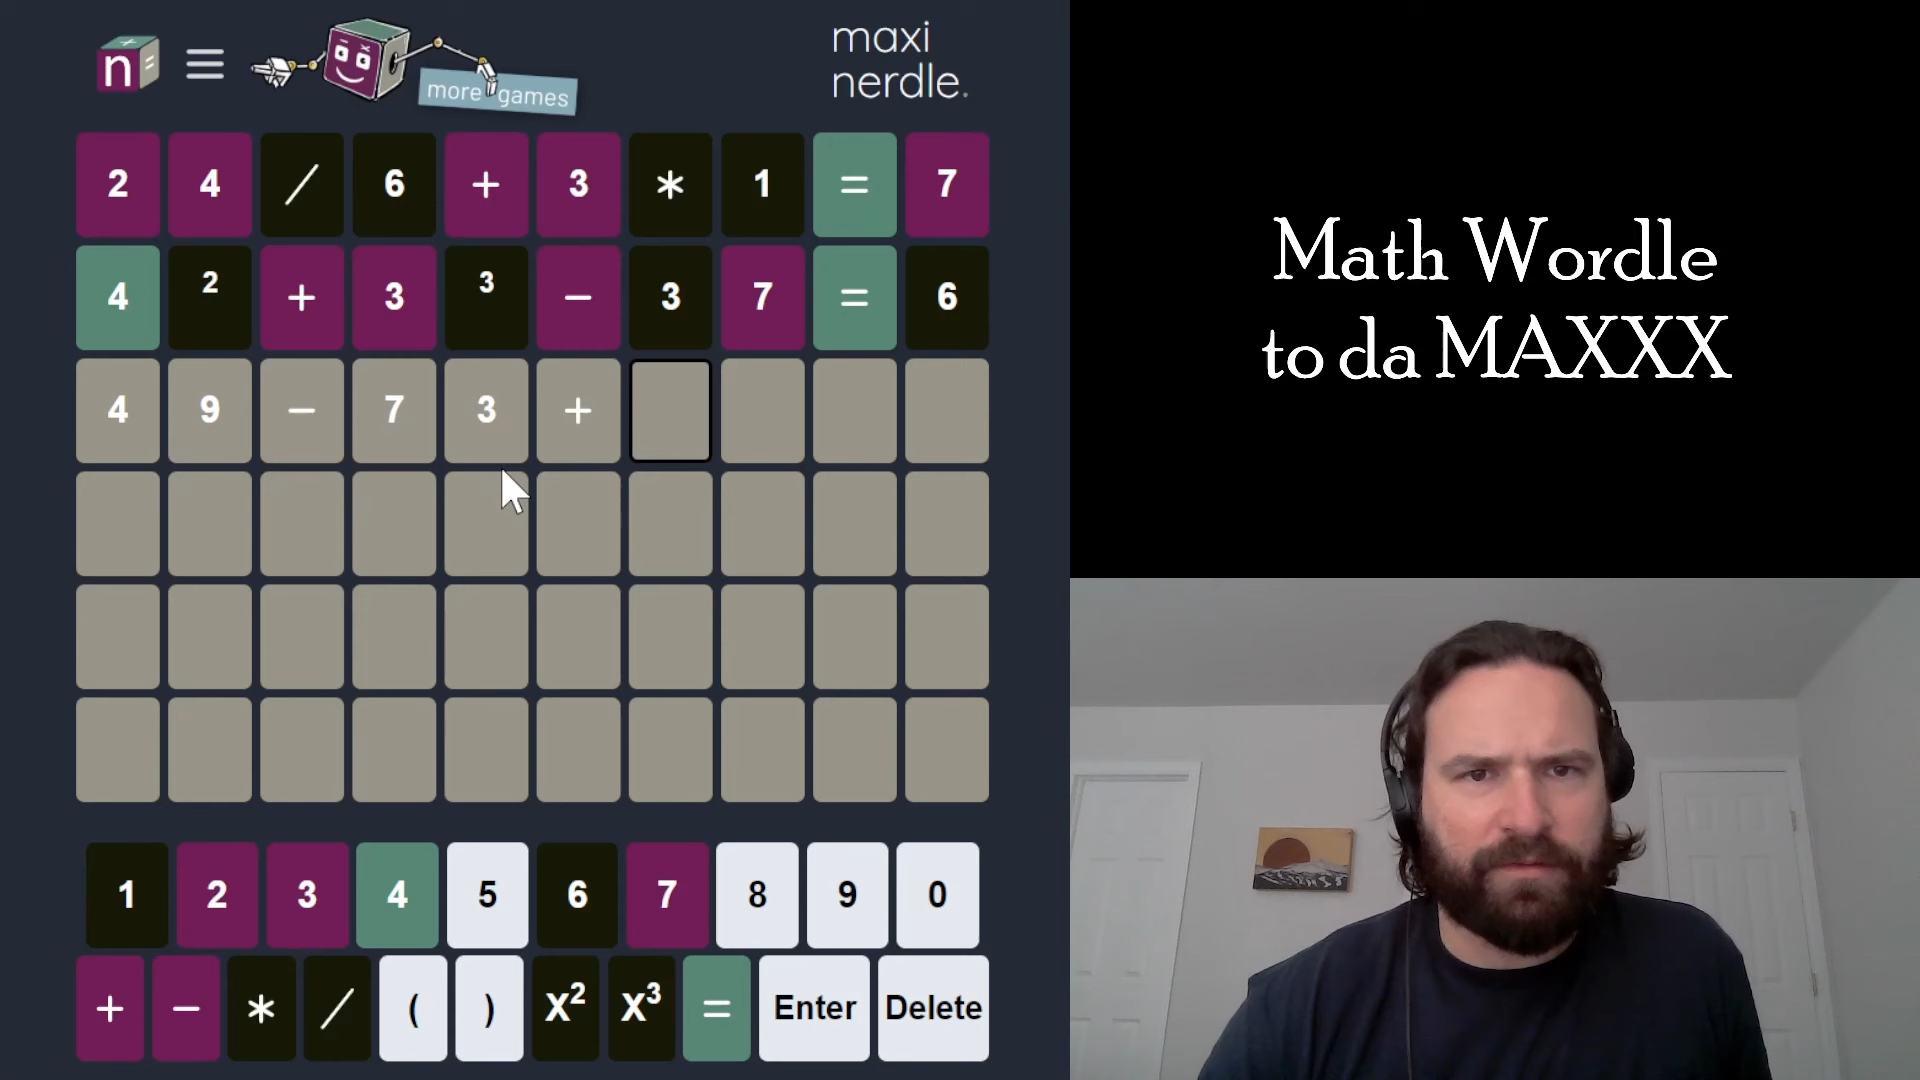 n
more games
maxi
nerdle.
2 4 / 6 + 3 * 1 = 7
4 ² + 3 ³ - 3 7 = 6
4 9 - 7 3 +
Math Wordle
to da MAXXX
1 2 3 4 5 6 7 8 9 0
+ - * / ( ) X² X³ = Enter Delete